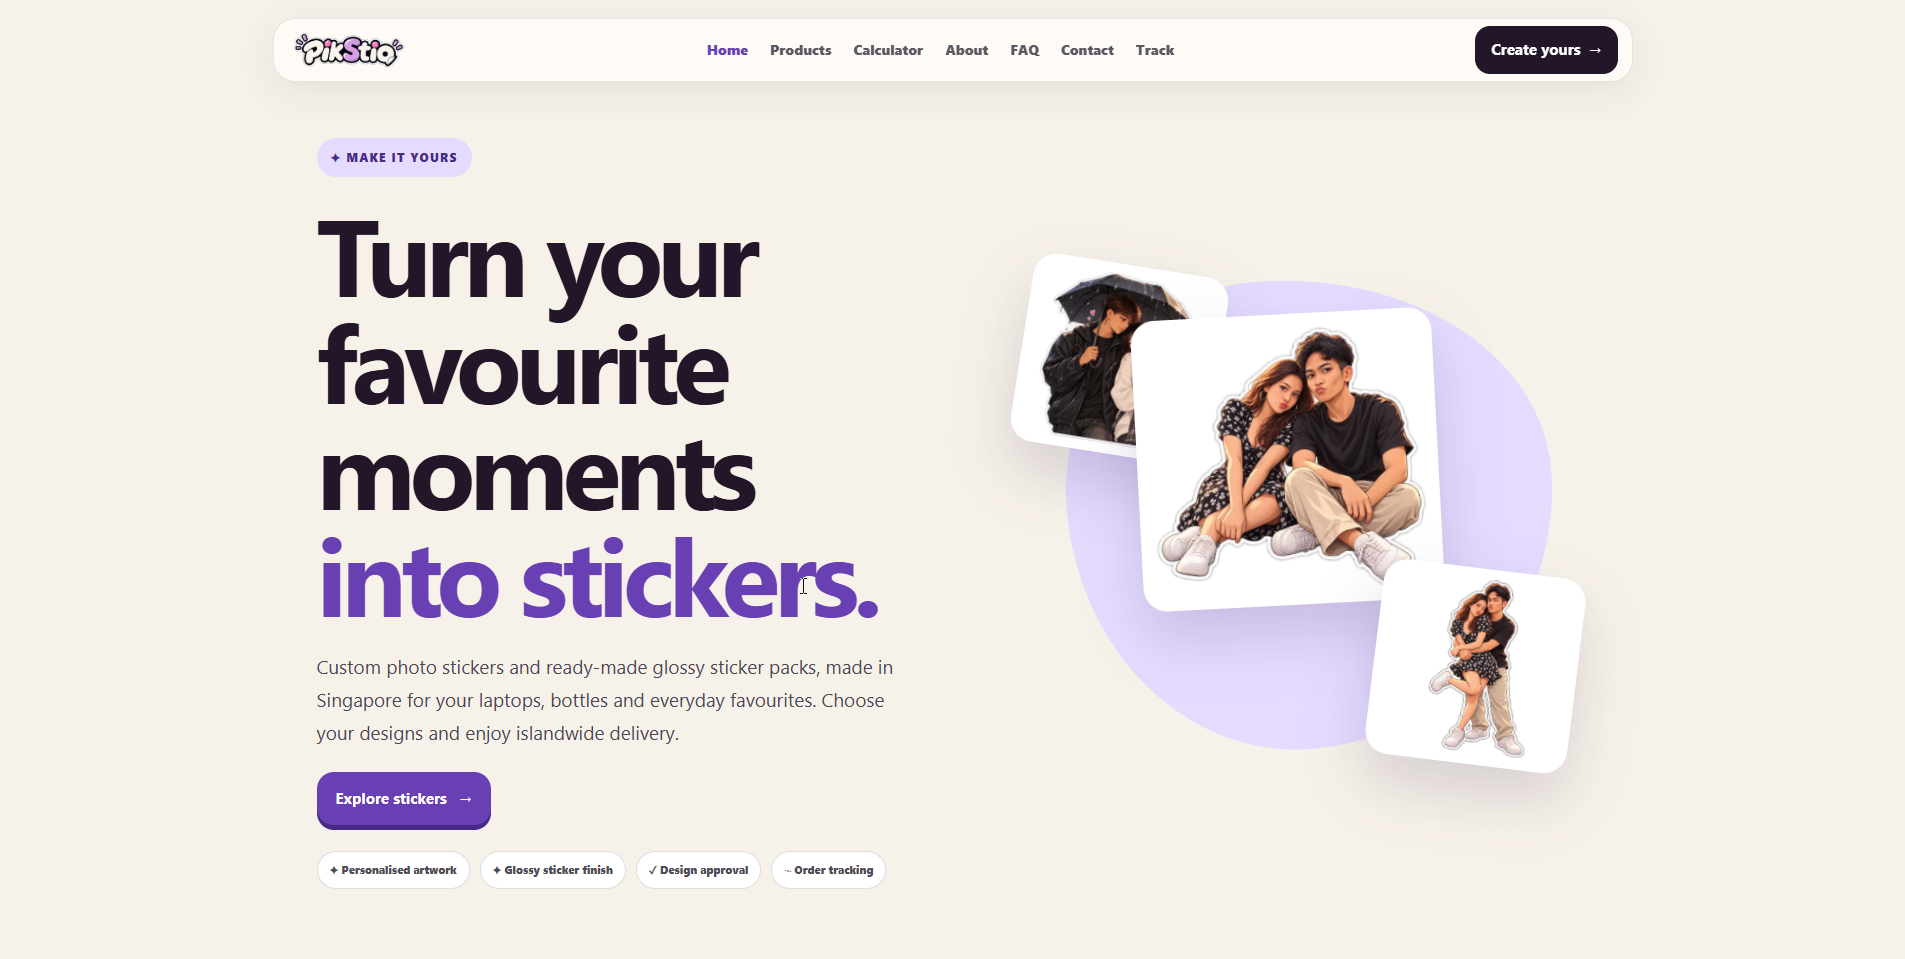 PikStiq
Home Products Calculator About FAQ Contact Track
Create yours →
✦ MAKE IT YOURS
Turn your
favourite
moments
into stickers.
Custom photo stickers and ready-made glossy sticker packs, made in
Singapore for your laptops, bottles and everyday favourites. Choose
your designs and enjoy islandwide delivery.
Explore stickers →
✦ Personalised artwork
✦ Glossy sticker finish
✓ Design approval
~ Order tracking